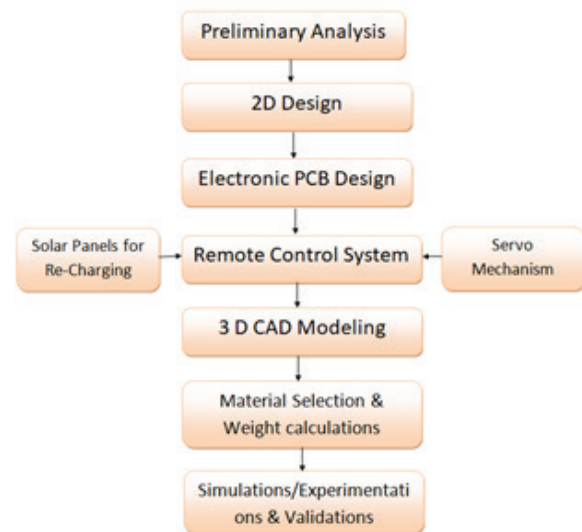 Preliminary Analysis
2D Design
Electronic PCB Design
Solar Panels for
Re-Charging
Remote Control System
Servo
Mechanism
3 D CAD Modeling
Material Selection &
Weight calculations
Simulations/Experimentati
ons & Validations